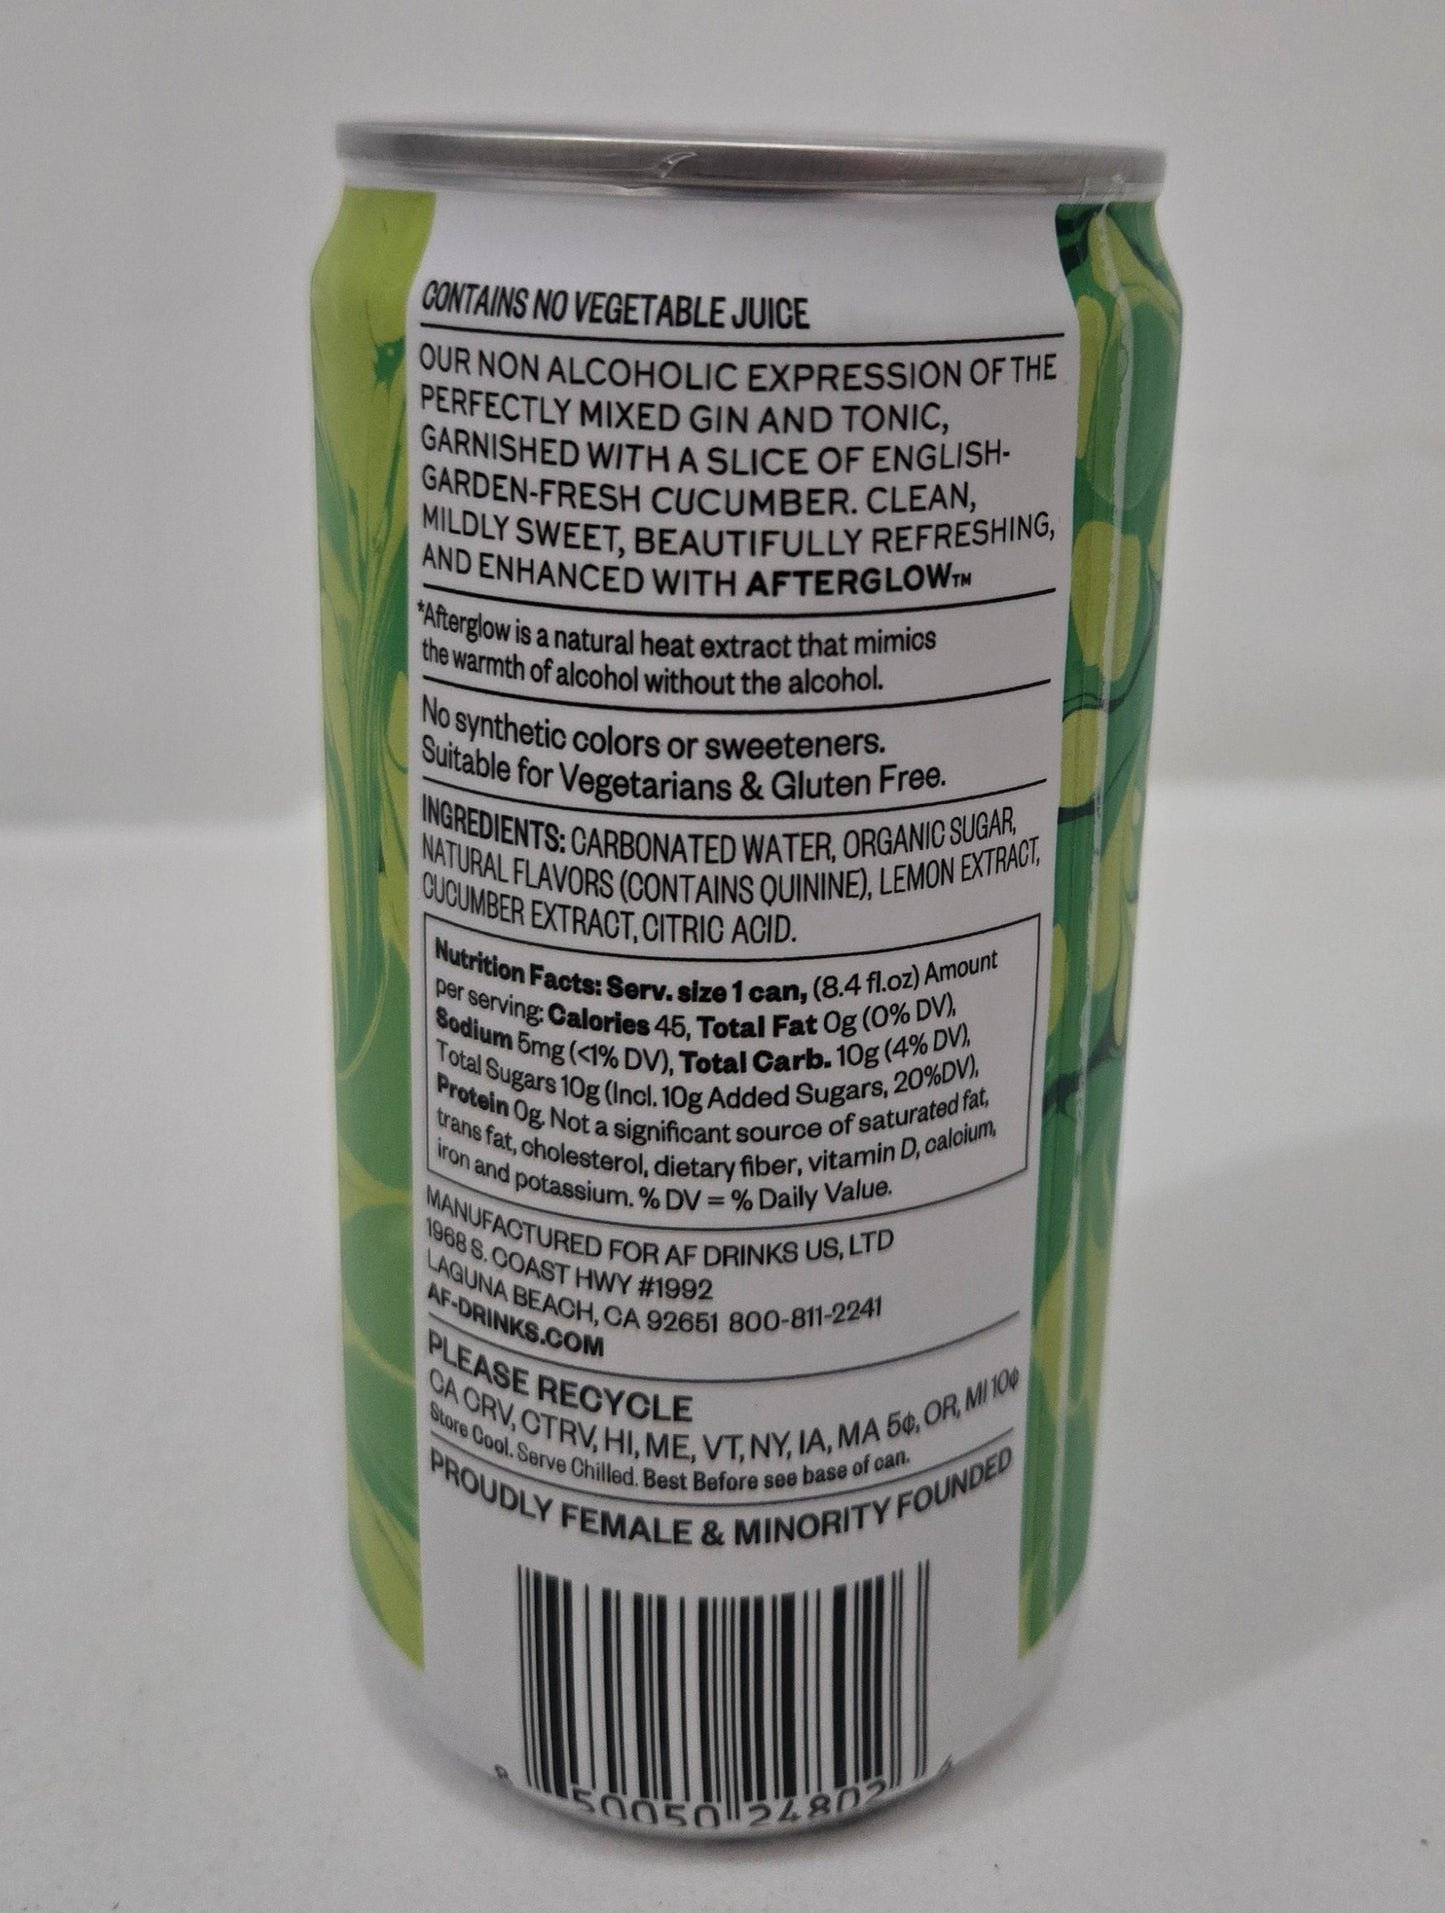 CONTAINS NO VEGETABLE JUICE
OUR NON ALCOHOLIC EXPRESSION OF THE
PERFECTLY MIXED GIN AND TONIC,
GARNISHED WITH A SLICE OF ENGLISH-
GARDEN-FRESH CUCUMBER. CLEAN,
MILDLY SWEET, BEAUTIFULLY REFRESHING,
AND ENHANCED WITH AFTERGLOW™
*Afterglow is a natural heat extract that mimics
the warmth of alcohol without the alcohol.
No synthetic colors or sweeteners.
Suitable for Vegetarians & Gluten Free.
INGREDIENTS: CARBONATED WATER, ORGANIC SUGAR,
NATURAL FLAVORS (CONTAINS QUININE), LEMON EXTRACT,
CUCUMBER EXTRACT, CITRIC ACID.
Nutrition Facts: Serv. size 1 can, (8.4 fl.oz) Amount
per serving: Calories 45, Total Fat 0g (0% DV),
Sodium 5mg (<1% DV), Total Carb. 10g (4% DV),
Total Sugars 10g (Incl. 10g Added Sugars, 20%DV),
Protein 0g. Not a significant source of saturated fat,
trans fat, cholesterol, dietary fiber, vitamin D, calcium,
iron and potassium. % DV = % Daily Value.
MANUFACTURED FOR AF DRINKS US, LTD
1968 S. COAST HWY #1992
LAGUNA BEACH, CA 92651 800-811-2241
AF-DRINKS.COM
PLEASE RECYCLE
CA CRV, CTRV, HI, ME, VT, NY, IA, MA 5¢, OR, MI 10¢
Store Cool. Serve Chilled. Best Before see base of can.
PROUDLY FEMALE & MINORITY FOUNDED
50050 24802